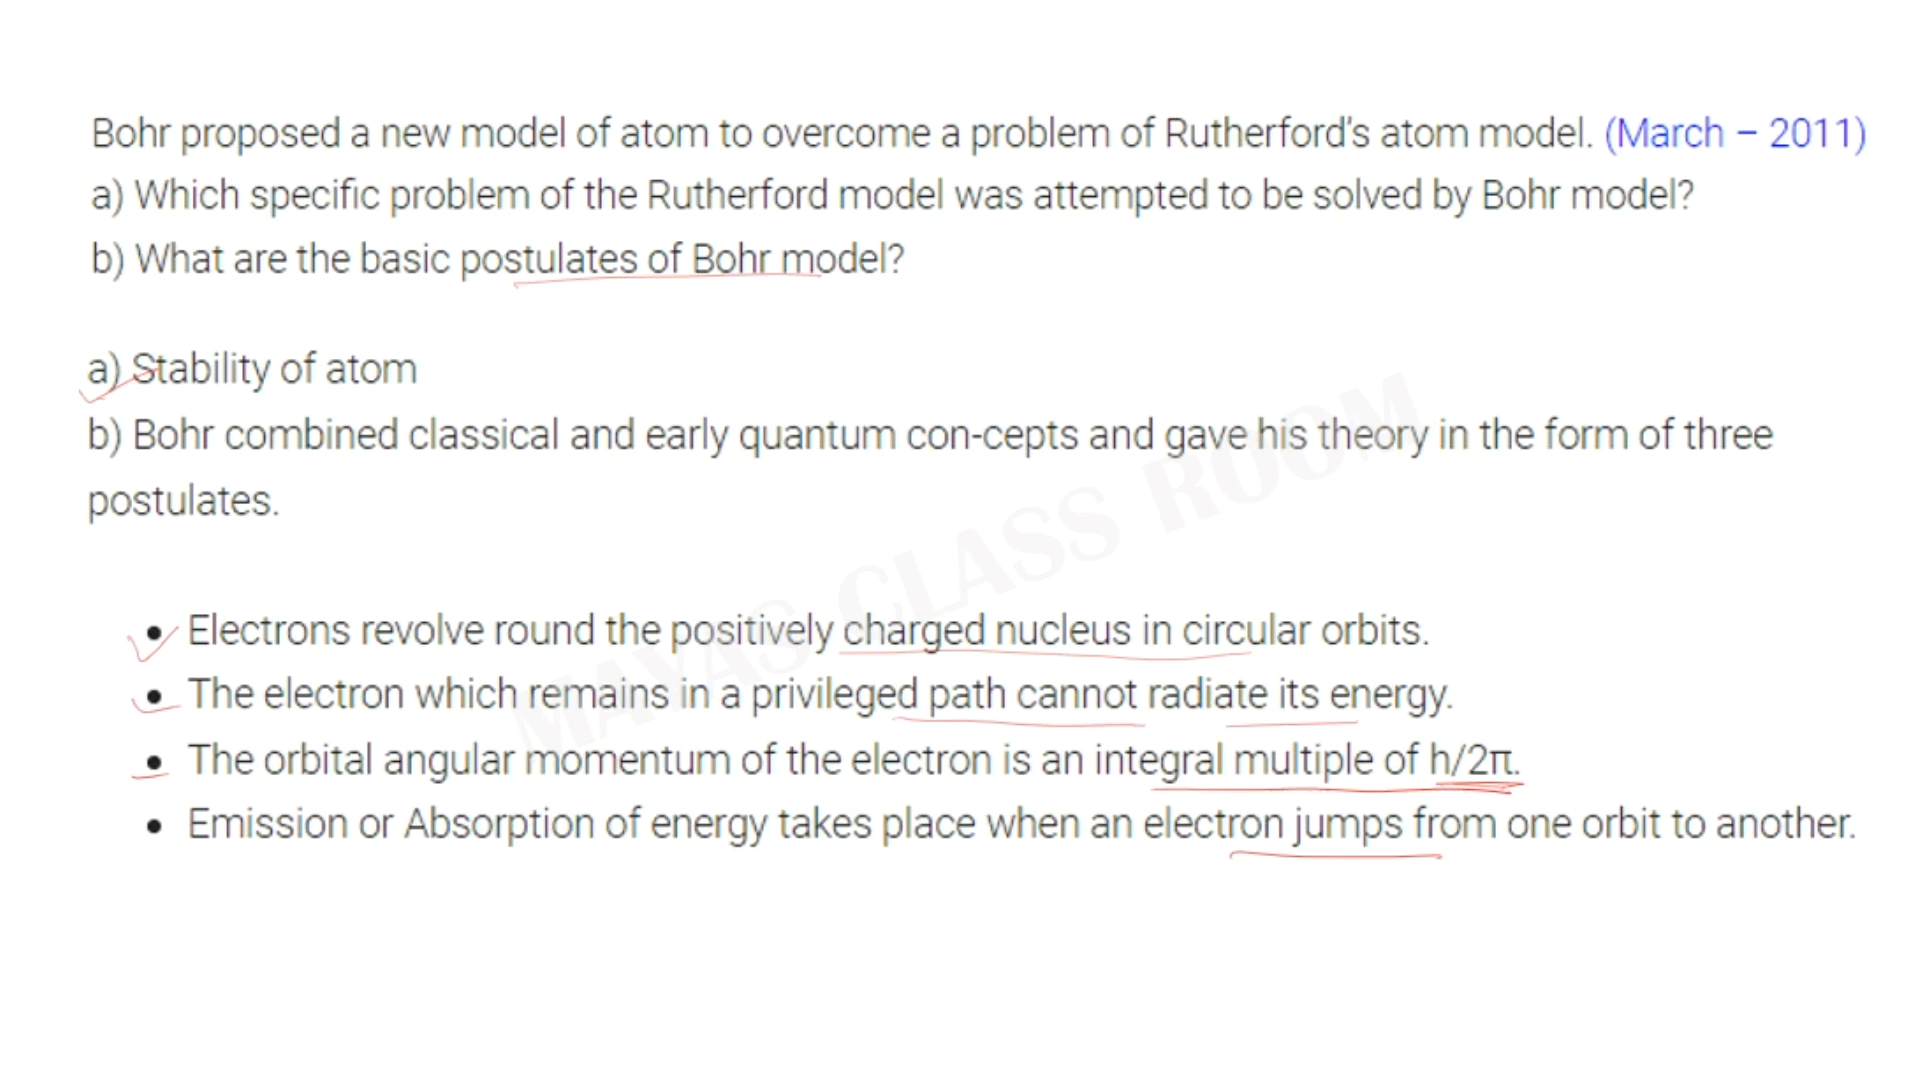 Bohr proposed a new model of atom to overcome a problem of Rutherford's atom model. (March – 2011)
a) Which specific problem of the Rutherford model was attempted to be solved by Bohr model?
b) What are the basic postulates of Bohr model?
a) Stability of atom
b) Bohr combined classical and early quantum con-cepts and gave his theory in the form of three
postulates.
• Electrons revolve round the positively charged nucleus in circular orbits.
• The electron which remains in a privileged path cannot radiate its energy.
• The orbital angular momentum of the electron is an integral multiple of h/2π.
• Emission or Absorption of energy takes place when an electron jumps from one orbit to another.
MAYAS CLASS ROOM